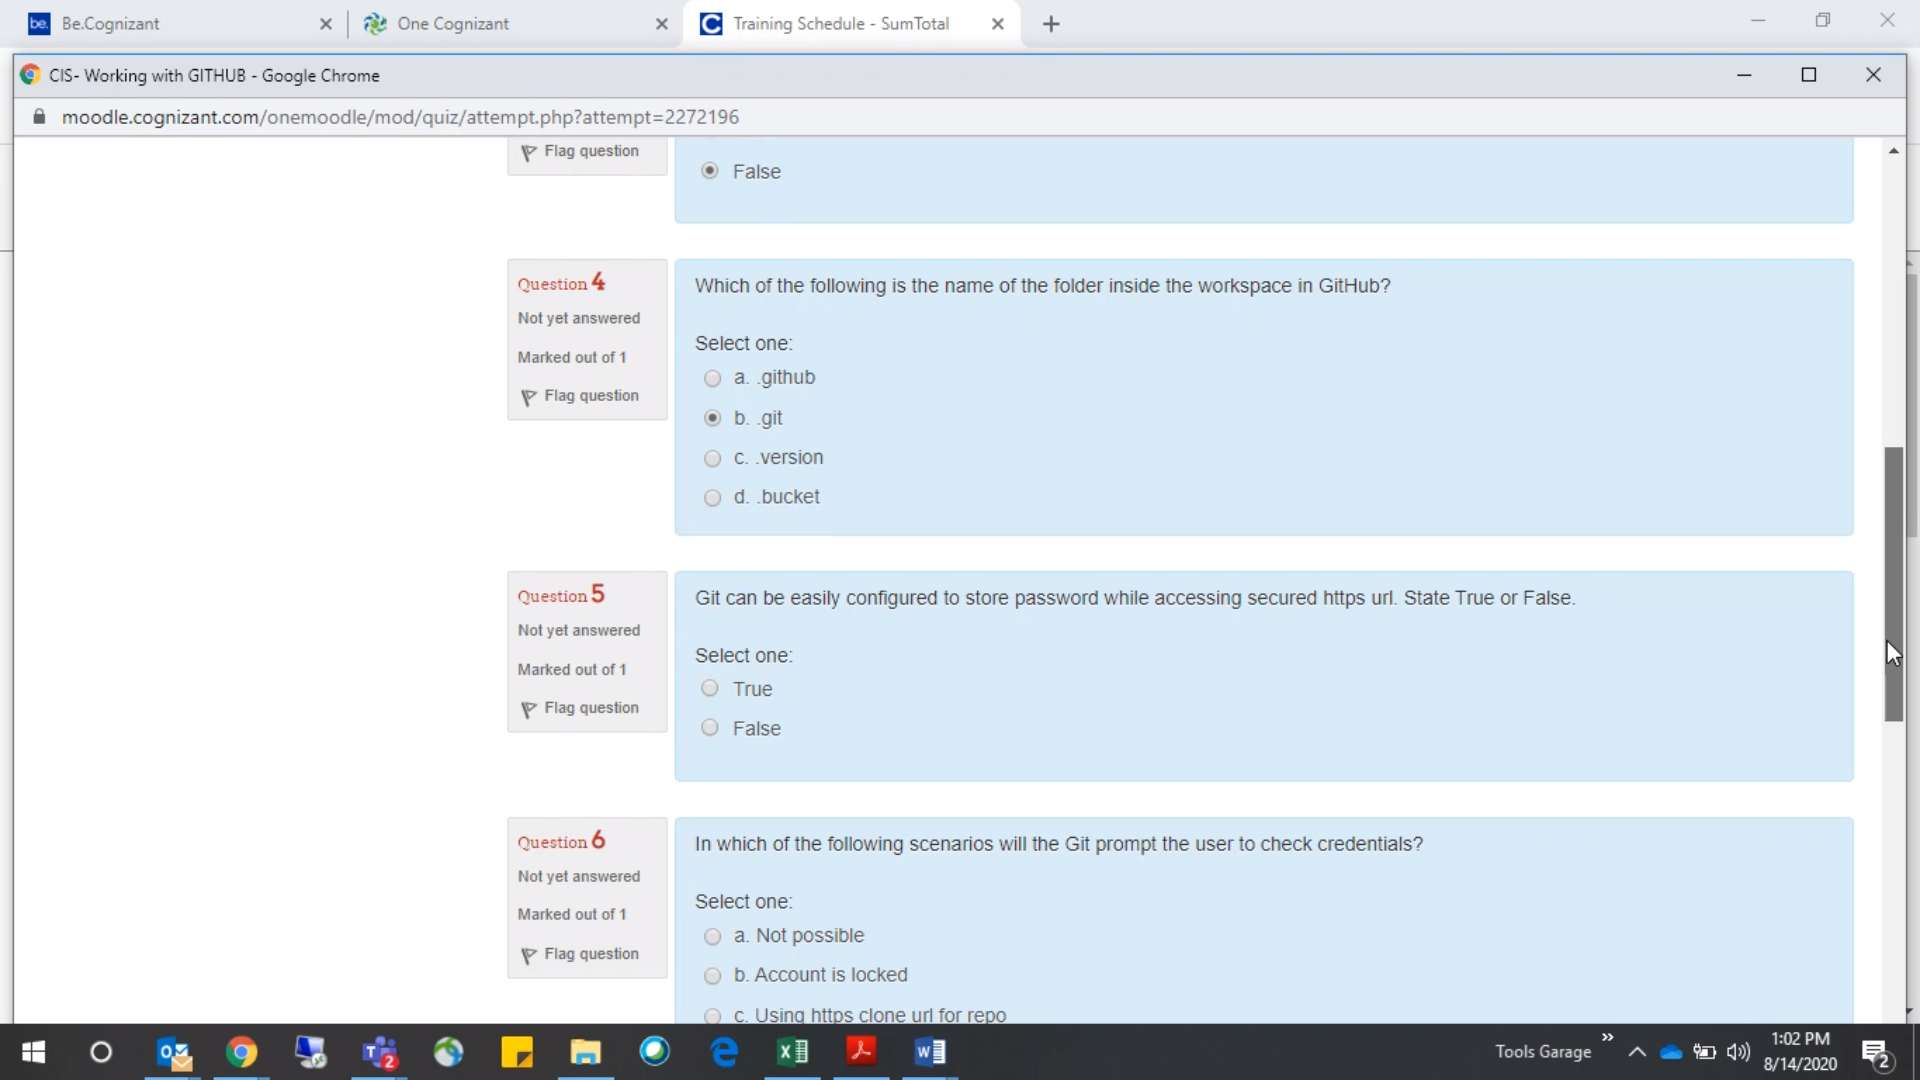 be. Be.Cognizant
One Cognizant
Training Schedule - SumTotal
CIS- Working with GITHUB - Google Chrome
moodle.cognizant.com/onemoodle/mod/quiz/attempt.php?attempt=2272196
Flag question
False
Question 4
Not yet answered
Marked out of 1
Flag question
Which of the following is the name of the folder inside the workspace in GitHub?
Select one:
a. .github
b. .git
c. .version
d. .bucket
Question 5
Not yet answered
Marked out of 1
Flag question
Git can be easily configured to store password while accessing secured https url. State True or False.
Select one:
True
False
Question 6
Not yet answered
Marked out of 1
Flag question
In which of the following scenarios will the Git prompt the user to check credentials?
Select one:
a. Not possible
b. Account is locked
c. Using https clone url for repo
Tools Garage
1:02 PM
8/14/2020
2
2